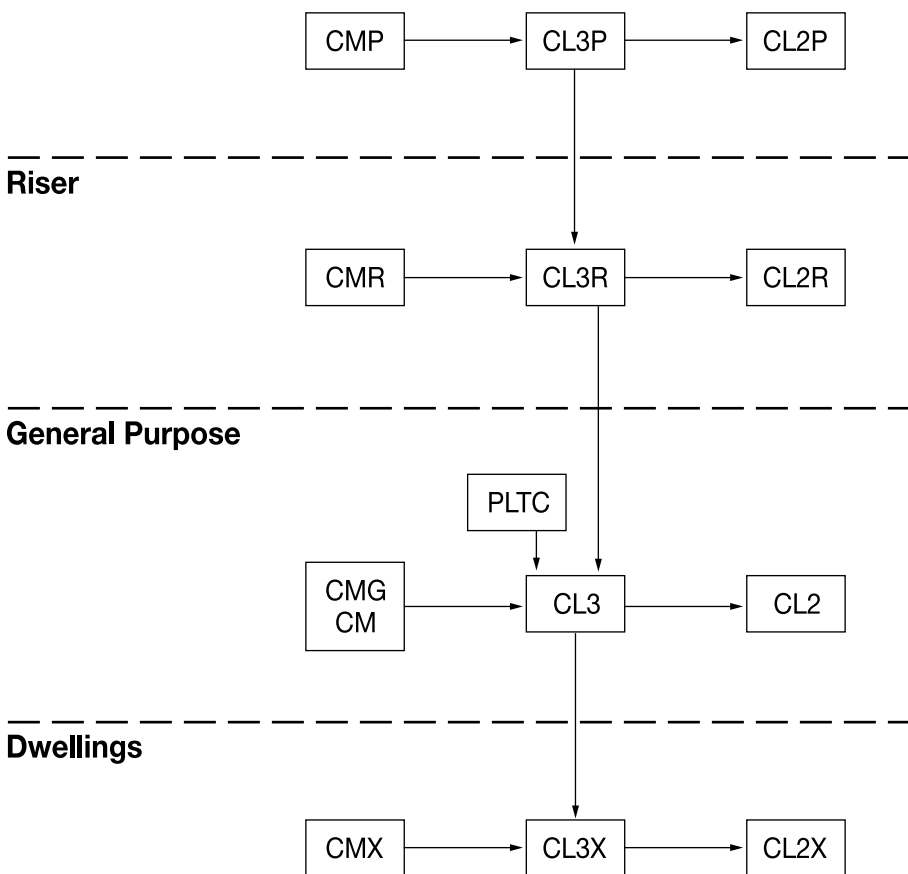 CMP
CL3P
CL2P
Riser
CMR
CL3R
CL2R
General Purpose
PLTC
CMG
CM
CL3
CL2
Dwellings
CMX
CL3X
CL2X